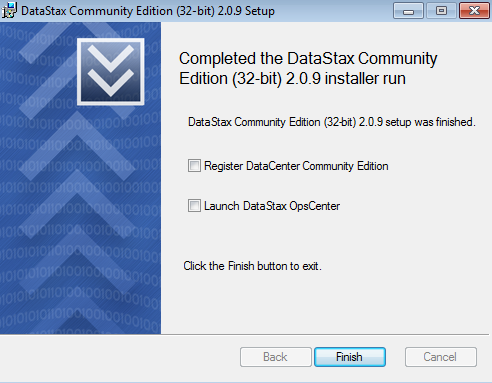 DataStax Community Edition (32-bit) 2.0.9 Setup
Completed the DataStax Community
Edition (32-bit) 2.0.9 installer run
DataStax Community Edition (32-bit) 2.0.9 setup was finished.
Register DataCenter Community Edition
Launch DataStax OpsCenter
Click the Finish button to exit.
Back
Finish
Cancel